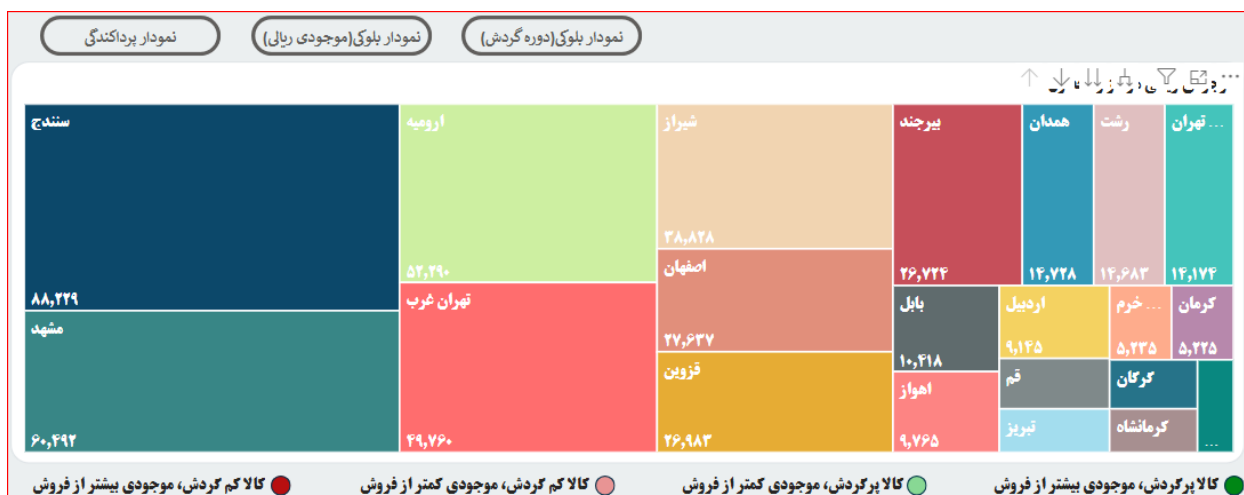 نمودار بلوکی(دوره گردش)
نمودار بلوکی(موجودی ریالی)
نمودار پرداکندگی
سنندج
۸۸,۲۲۹
مشهد
۶۰,۴۹۲
ارومیه
۵۲,۲۹۰
تهران غرب
۴۹,۷۶۰
شیراز
۳۸,۸۲۸
اصفهان
۲۷,۶۳۷
قزوین
۲۶,۹۸۳
بیرجند
۲۶,۷۲۴
همدان
۱۴,۷۲۸
رشت
۱۴,۶۸۳
تهران ...
۱۴,۱۷۴
بابل
۱۰,۴۱۸
اهواز
۹,۷۶۵
اردبیل
۹,۱۴۵
قم
تبریز
خرم ...
۵,۲۳۵
کرمان
۵,۲۲۵
گرگان
کرمانشاه
...
کالا پرگردش، موجودی بیشتر از فروش
کالا پرگردش، موجودی کمتر از فروش
کالا کم گردش، موجودی کمتر از فروش
کالا کم گردش، موجودی بیشتر از فروش